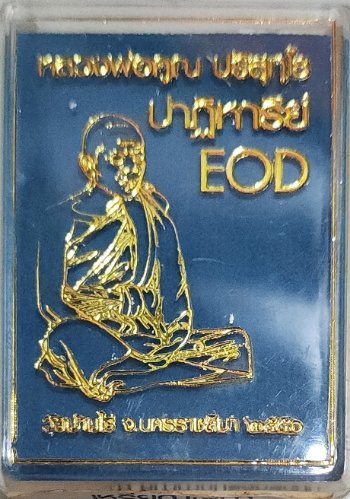 หลวงพ่อคูณ ปริสุทฺโธ
ปาฏิหาริย์
EOD
วัดบ้านไร่ จ.นครราชสีมา ๒๕๕๖